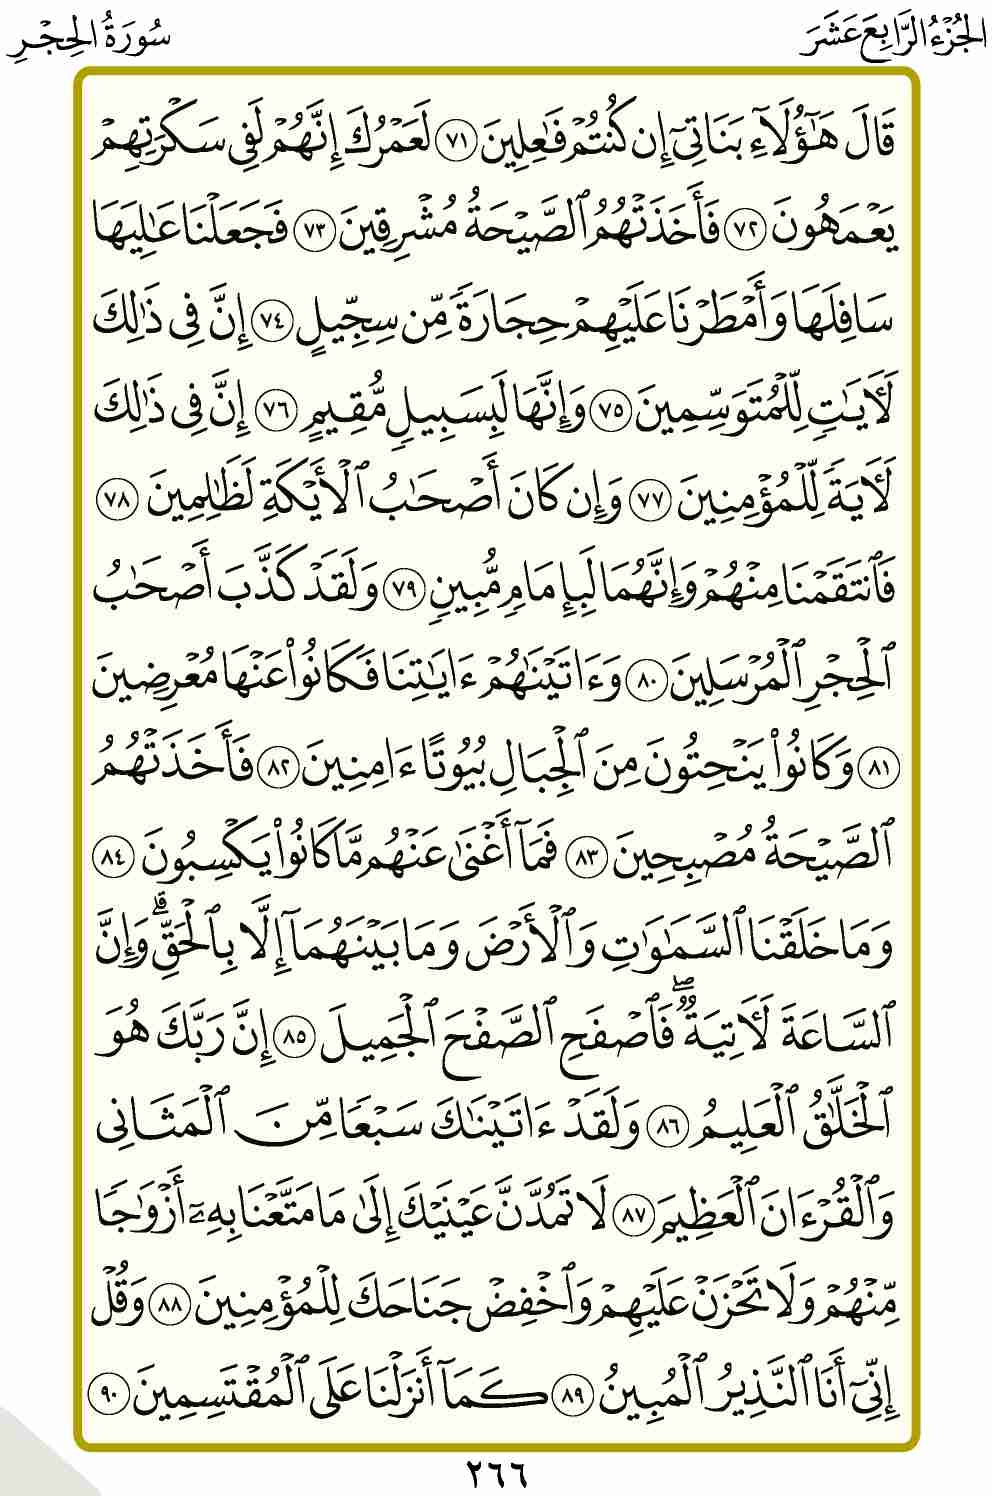 الجُزْءُ الرَّابِعَ عَشَرَ
سُورَةُ الحِجْرِ
قَالَ هَٰٓؤُلَآءِ بَنَاتِىٓ إِن كُنتُمْ فَٰعِلِينَ ٧١ لَعَمْرُكَ إِنَّهُمْ لَفِى سَكْرَتِهِمْ
يَعْمَهُونَ ٧٢ فَأَخَذَتْهُمُ ٱلصَّيْحَةُ مُشْرِقِينَ ٧٣ فَجَعَلْنَا عَٰلِيَهَا
سَافِلَهَا وَأَمْطَرْنَا عَلَيْهِمْ حِجَارَةً مِّن سِجِّيلٍ ٧٤ إِنَّ فِى ذَٰلِكَ
لَءَايَٰتٍ لِّلْمُتَوَسِّمِينَ ٧٥ وَإِنَّهَا لَبِسَبِيلٍ مُّقِيمٍ ٧٦ إِنَّ فِى ذَٰلِكَ
لَءَايَةً لِّلْمُؤْمِنِينَ ٧٧ وَإِن كَانَ أَصْحَٰبُ ٱلْأَيْكَةِ لَظَٰلِمِينَ ٧٨
فَٱنتَقَمْنَا مِنْهُمْ وَإِنَّهُمَا لَبِإِمَامٍ مُّبِينٍ ٧٩ وَلَقَدْ كَذَّبَ أَصْحَٰبُ
ٱلْحِجْرِ ٱلْمُرْسَلِينَ ٨٠ وَءَاتَيْنَٰهُمْ ءَايَٰتِنَا فَكَانُوا۟ عَنْهَا مُعْرِضِينَ
٨١ وَكَانُوا۟ يَنْحِتُونَ مِنَ ٱلْجِبَالِ بُيُوتًا ءَامِنِينَ ٨٢ فَأَخَذَتْهُمُ
ٱلصَّيْحَةُ مُصْبِحِينَ ٨٣ فَمَآ أَغْنَىٰ عَنْهُم مَّا كَانُوا۟ يَكْسِبُونَ ٨٤
وَمَا خَلَقْنَا ٱلسَّمَٰوَٰتِ وَٱلْأَرْضَ وَمَا بَيْنَهُمَآ إِلَّا بِٱلْحَقِّ ۗ وَإِنَّ
ٱلسَّاعَةَ لَءَاتِيَةٌ ۖ فَٱصْفَحِ ٱلصَّفْحَ ٱلْجَمِيلَ ٨٥ إِنَّ رَبَّكَ هُوَ
ٱلْخَلَّٰقُ ٱلْعَلِيمُ ٨٦ وَلَقَدْ ءَاتَيْنَٰكَ سَبْعًا مِّنَ ٱلْمَثَانِى
وَٱلْقُرْءَانَ ٱلْعَظِيمَ ٨٧ لَا تَمُدَّنَّ عَيْنَيْكَ إِلَىٰ مَا مَتَّعْنَا بِهِۦٓ أَزْوَٰجًا
مِّنْهُمْ وَلَا تَحْزَنْ عَلَيْهِمْ وَٱخْفِضْ جَنَاحَكَ لِلْمُؤْمِنِينَ ٨٨ وَقُلْ
إِنِّىٓ أَنَا ٱلنَّذِيرُ ٱلْمُبِينُ ٨٩ كَمَآ أَنزَلْنَا عَلَى ٱلْمُقْتَسِمِينَ ٩٠
٢٦٦